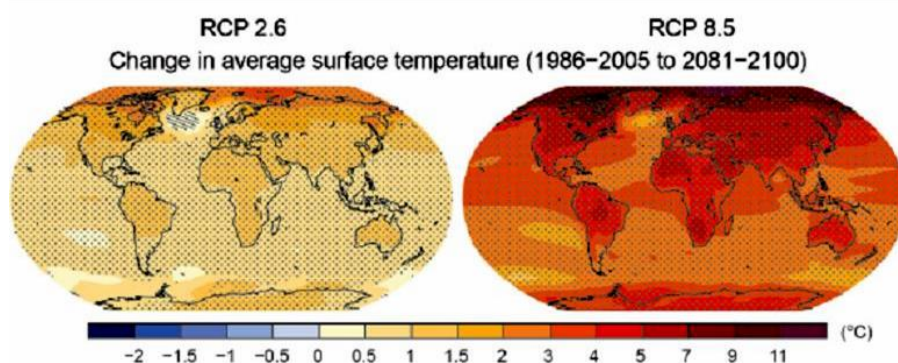 RCP 2.6 RCP 8.5
Change in average surface temperature (1986−2005 to 2081−2100)
(°C)
−2 −1.5 −1 −0.5 0 0.5 1 1.5 2 3 4 5 7 9 11